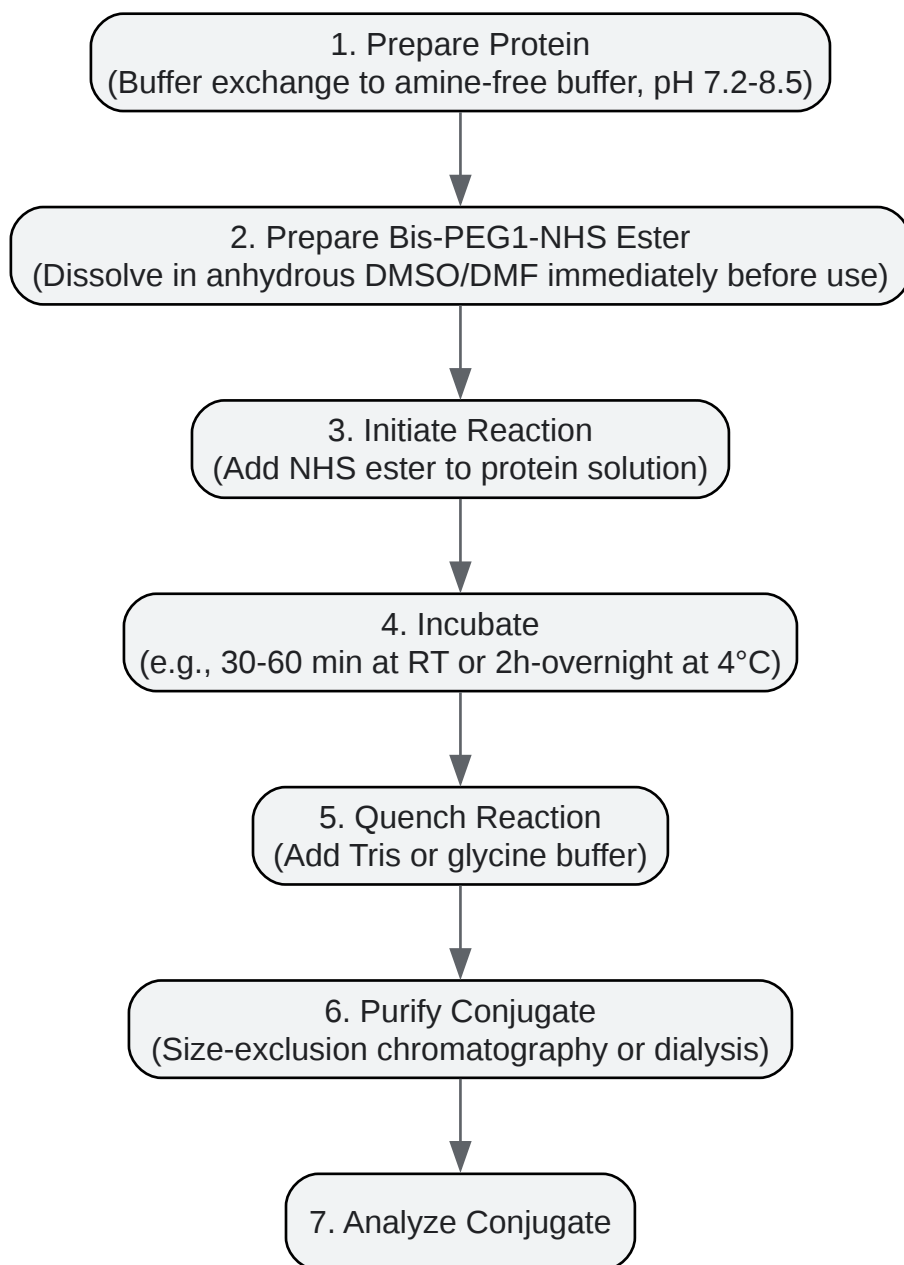 1. Prepare Protein
(Buffer exchange to amine-free buffer, pH 7.2-8.5)
2. Prepare Bis-PEG1-NHS Ester
(Dissolve in anhydrous DMSO/DMF immediately before use)
3. Initiate Reaction
(Add NHS ester to protein solution)
4. Incubate
(e.g., 30-60 min at RT or 2h-overnight at 4°C)
5. Quench Reaction
(Add Tris or glycine buffer)
6. Purify Conjugate
(Size-exclusion chromatography or dialysis)
7. Analyze Conjugate